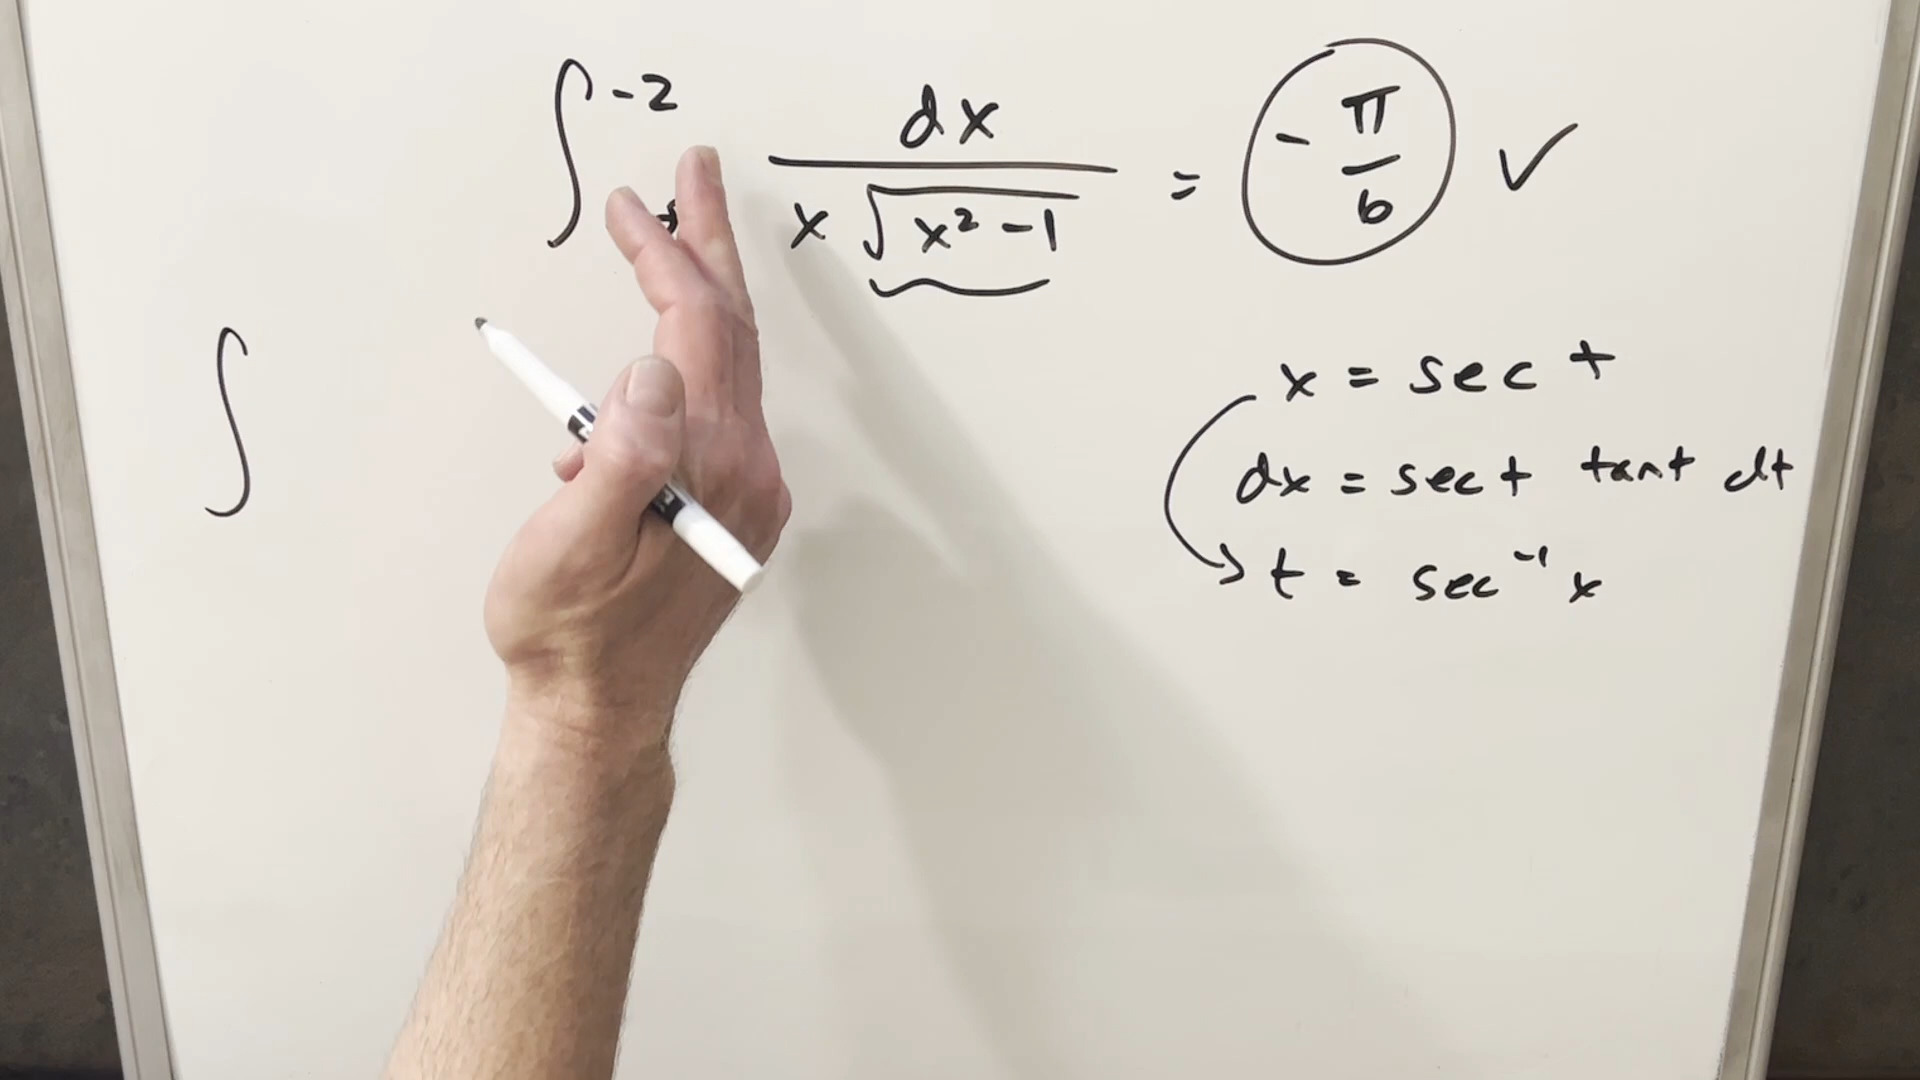 ∫ -2 dx / x √(x² - 1) = - π/6 ✓
∫
x = sec t
dx = sec t tan t dt
t = sec⁻¹ x